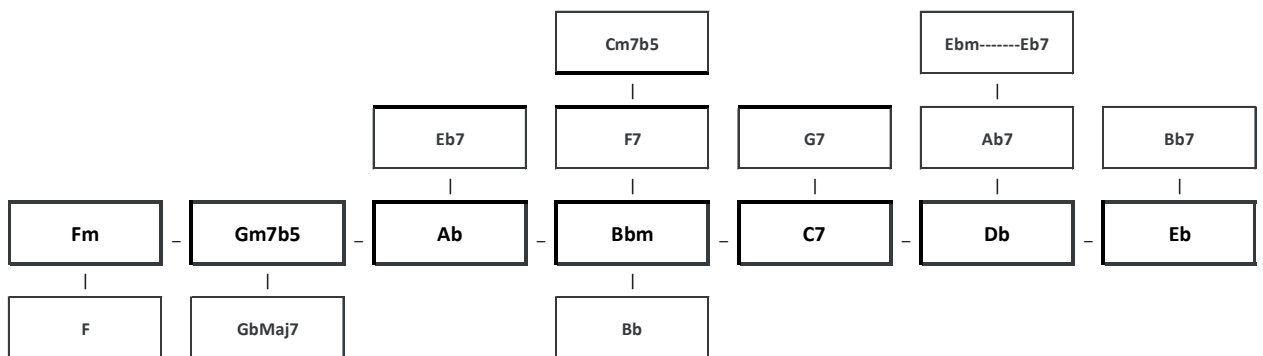 Cm7b5 Ebm-------Eb7
| |
Eb7 F7 G7 Ab7 Bb7
| | | | |
Fm _ Gm7b5 _ Ab _ Bbm _ C7 _ Db _ Eb
| | |
F GbMaj7 Bb